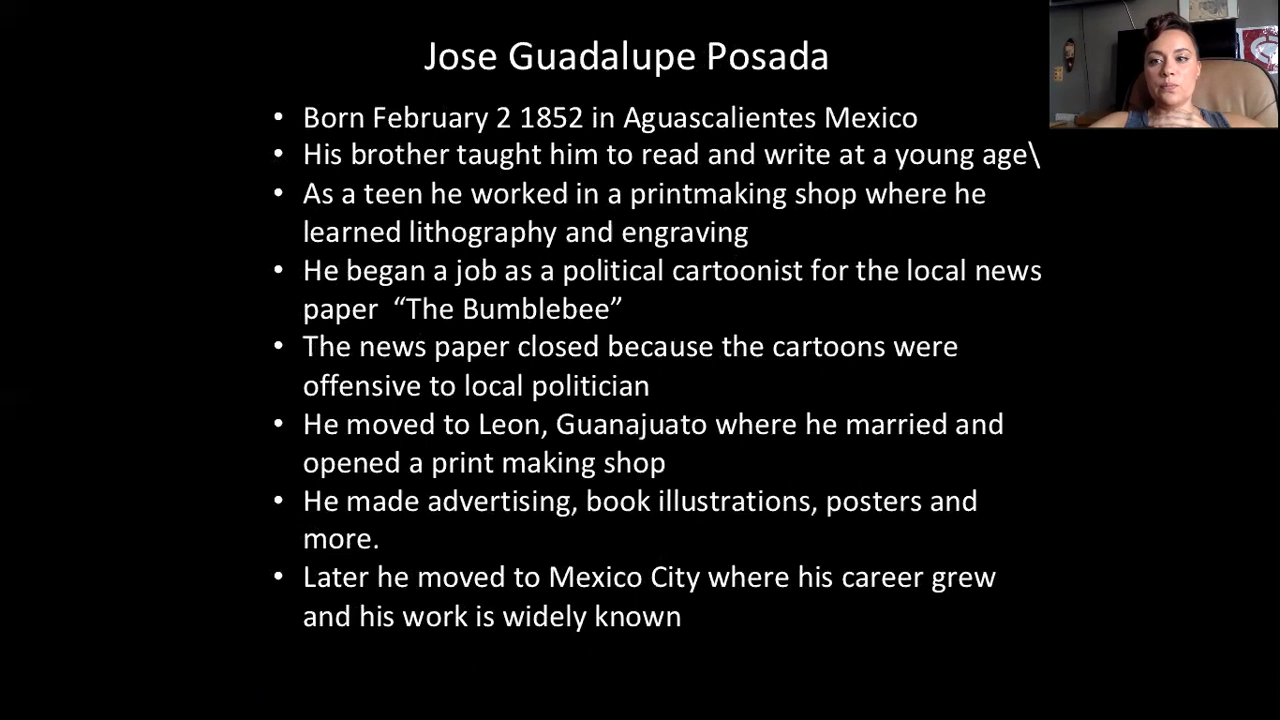 Jose Guadalupe Posada
• Born February 2 1852 in Aguascalientes Mexico
• His brother taught him to read and write at a young age\
• As a teen he worked in a printmaking shop where he
learned lithography and engraving
• He began a job as a political cartoonist for the local news
paper “The Bumblebee”
• The news paper closed because the cartoons were
offensive to local politician
• He moved to Leon, Guanajuato where he married and
opened a print making shop
• He made advertising, book illustrations, posters and
more.
• Later he moved to Mexico City where his career grew
and his work is widely known